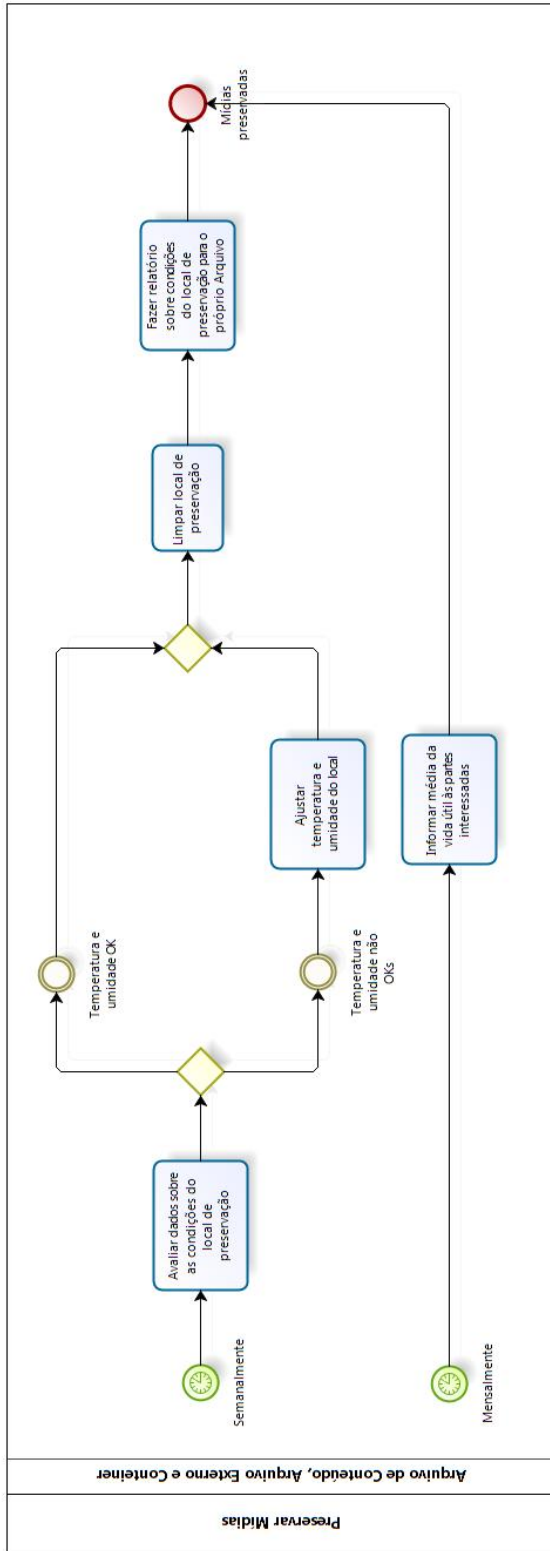 Preservar Mídias
Arquivo de Conteúdo, Arquivo Externo e Conteiner
Semanalmente
Avaliar dados sobre
as condições do
local de
preservação
Temperatura e
umidade OK
Temperatura e
umidade não
OKs
Ajustar
temperatura e
umidade do local
Limpar local de
preservação
Fazer relatório
sobre condições
do local de
preservação para o
próprio Arquivo
Mídias
preservadas
Mensalmente
Informar média da
vida útil às partes
interessadas